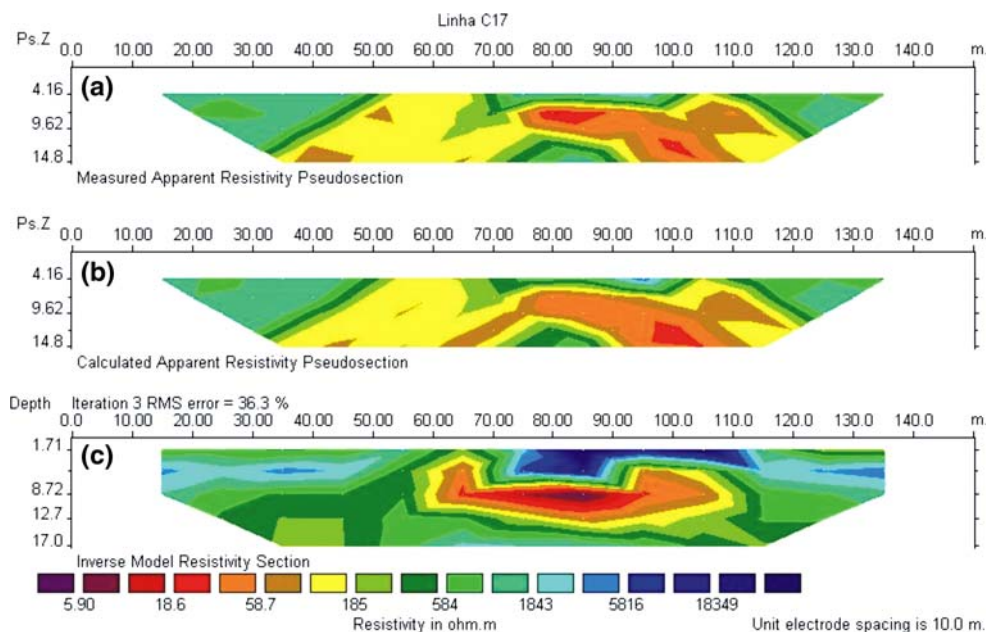 Linha C17
Ps.Z 0.0 10.00 20.00 30.00 40.00 50.00 60.00 70.00 80.00 90.00 100.0 110.0 120.0 130.0 140.0 m.
(a)
4.16
9.62
14.8
Measured Apparent Resistivity Pseudosection
Ps.Z 0.0 10.00 20.00 30.00 40.00 50.00 60.00 70.00 80.00 90.00 100.0 110.0 120.0 130.0 140.0 m.
(b)
4.16
9.62
14.8
Calculated Apparent Resistivity Pseudosection
Depth Iteration 3 RMS error = 36.3 %
0.0 10.00 20.00 30.00 40.00 50.00 60.00 70.00 80.00 90.00 100.0 110.0 120.0 130.0 140.0 m.
1.71
(c)
8.72
12.7
17.0
Inverse Model Resistivity Section
5.90 18.6 58.7 185 584 1843 5816 18349
Resistivity in ohm.m
Unit electrode spacing is 10.0 m.